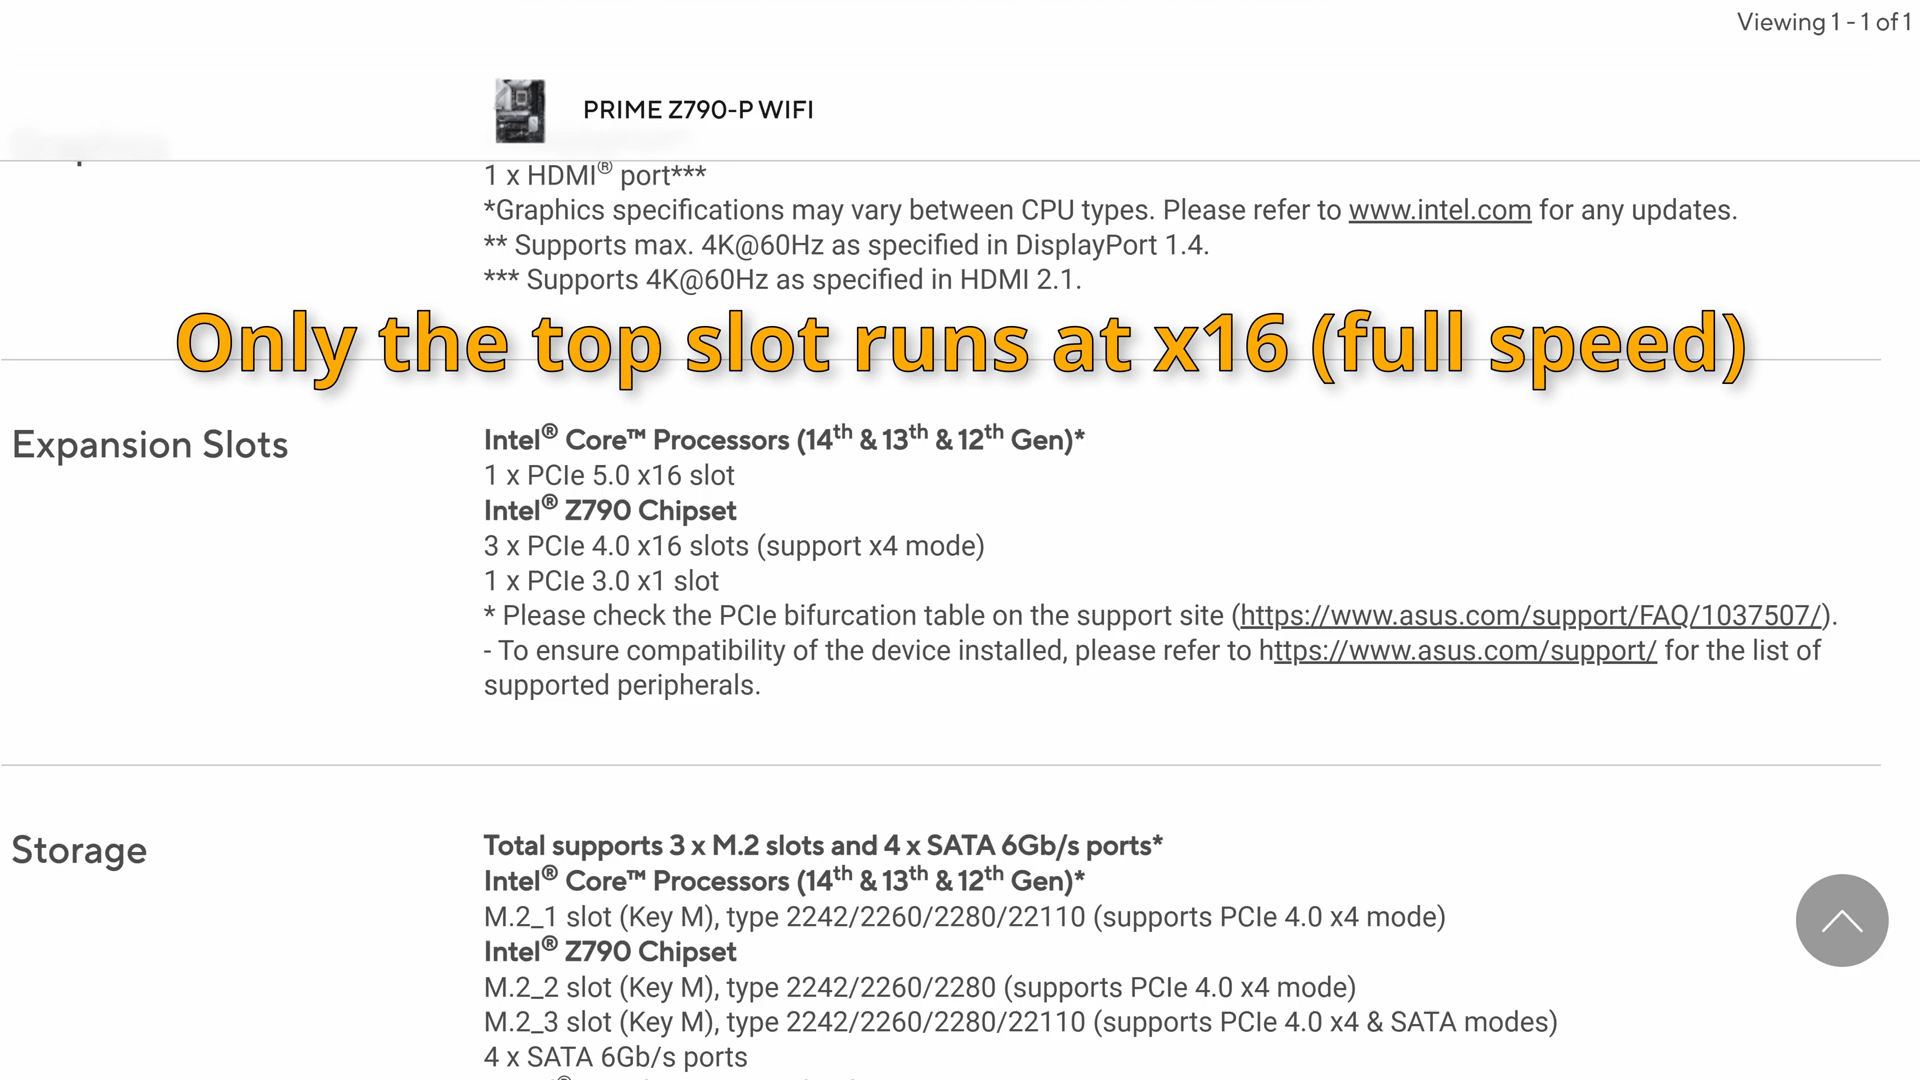 Viewing 1 - 1 of 1
PRIME Z790-P WIFI
1 x HDMI® port***
*Graphics specifications may vary between CPU types. Please refer to www.intel.com for any updates.
** Supports max. 4K@60Hz as specified in DisplayPort 1.4.
*** Supports 4K@60Hz as specified in HDMI 2.1.
Only the top slot runs at x16 (full speed)
Expansion Slots
Intel® Core™ Processors (14th & 13th & 12th Gen)*
1 x PCIe 5.0 x16 slot
Intel® Z790 Chipset
3 x PCIe 4.0 x16 slots (support x4 mode)
1 x PCIe 3.0 x1 slot
* Please check the PCIe bifurcation table on the support site (https://www.asus.com/support/FAQ/1037507/).
- To ensure compatibility of the device installed, please refer to https://www.asus.com/support/ for the list of
supported peripherals.
Storage
Total supports 3 x M.2 slots and 4 x SATA 6Gb/s ports*
Intel® Core™ Processors (14th & 13th & 12th Gen)*
M.2_1 slot (Key M), type 2242/2260/2280/22110 (supports PCIe 4.0 x4 mode)
Intel® Z790 Chipset
M.2_2 slot (Key M), type 2242/2260/2280 (supports PCIe 4.0 x4 mode)
M.2_3 slot (Key M), type 2242/2260/2280/22110 (supports PCIe 4.0 x4 & SATA modes)
4 x SATA 6Gb/s ports